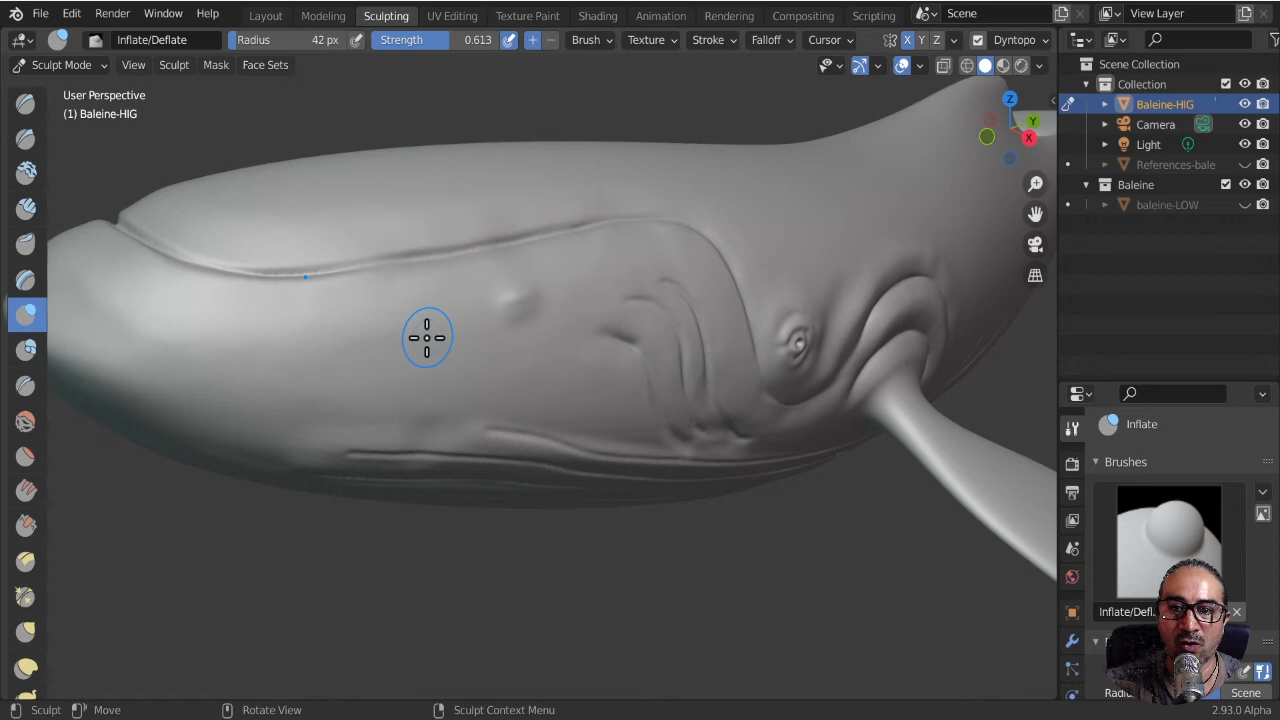 File Edit Render Window Help Layout Modeling Sculpting UV Editing Texture Paint Shading Animation Rendering Compositing Scripting Scene View Layer
Inflate/Deflate Radius 42 px Strength 0.613 Brush Texture Stroke Falloff Cursor X Y Z Dyntopo
Sculpt Mode View Sculpt Mask Face Sets
User Perspective
(1) Baleine-HIG
Z
Y
X
Scene Collection
Collection
Baleine-HIG
Camera
Light
References-bale
Baleine
baleine-LOW
Inflate
Brushes
Inflate/Defl..
Radiu
Scene
Sculpt Move Rotate View Sculpt Context Menu 2.93.0 Alpha